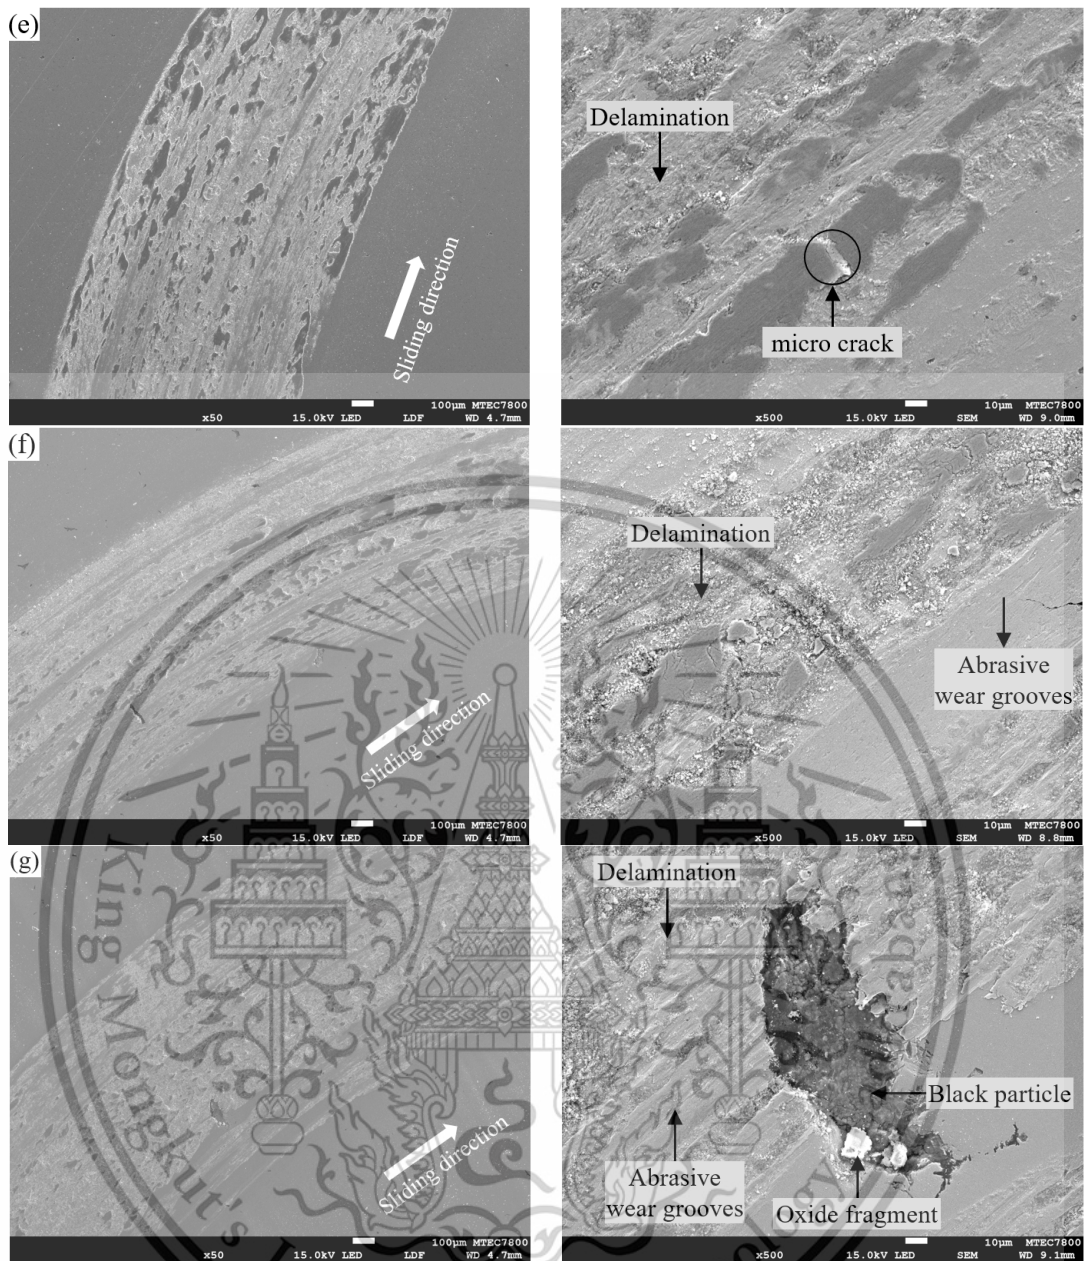 (e)
Sliding direction
x50 15.0kV LED LDF 100μm MTEC7800 WD 4.7mm
Delamination
micro crack
x500 15.0kV LED SEM 10μm MTEC7800 WD 9.0mm
(f)
Sliding direction
x50 15.0kV LED LDF 100μm MTEC7800 WD 4.7mm
Delamination
Abrasive
wear grooves
x500 15.0kV LED SEM 10μm MTEC7800 WD 8.8mm
(g)
Sliding direction
x50 15.0kV LED LDF 100μm MTEC7800 WD 4.7mm
Delamination
Black particle
Abrasive
wear grooves
Oxide fragment
x500 15.0kV LED SEM 10μm MTEC7800 WD 9.1mm
King Mongkut's